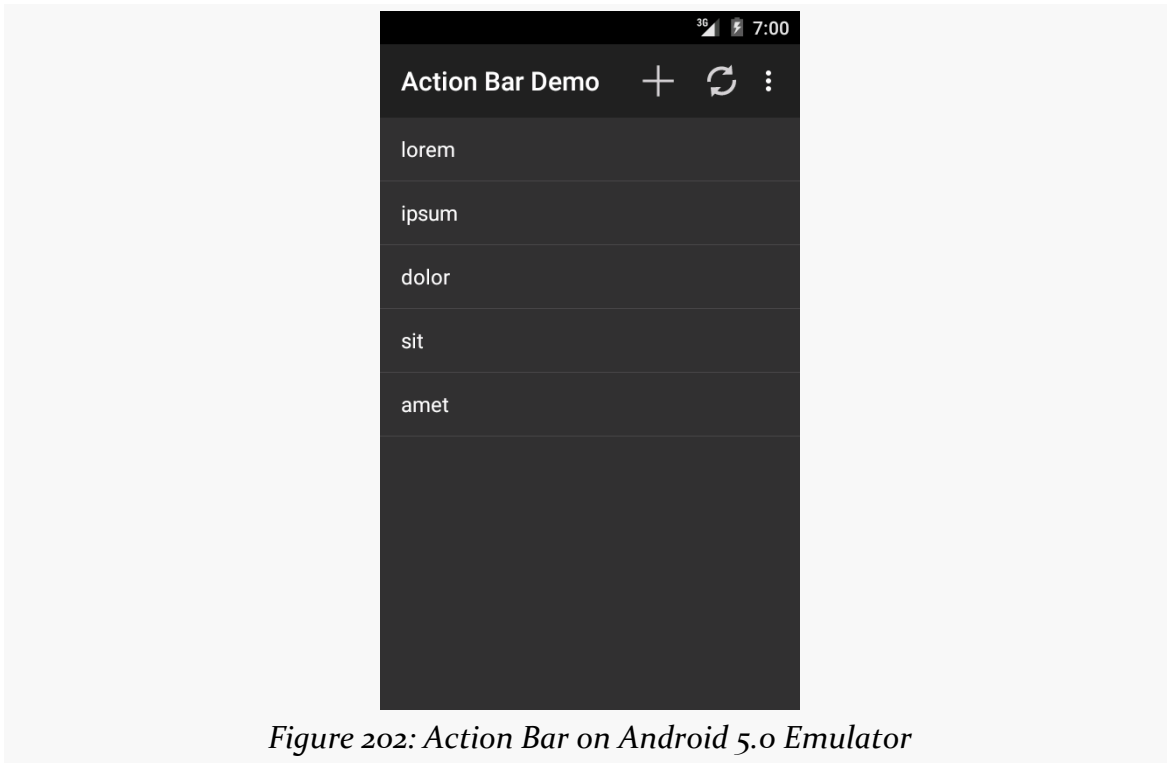 3G 7:00
Action Bar Demo
lorem
ipsum
dolor
sit
amet
Figure 202: Action Bar on Android 5.0 Emulator